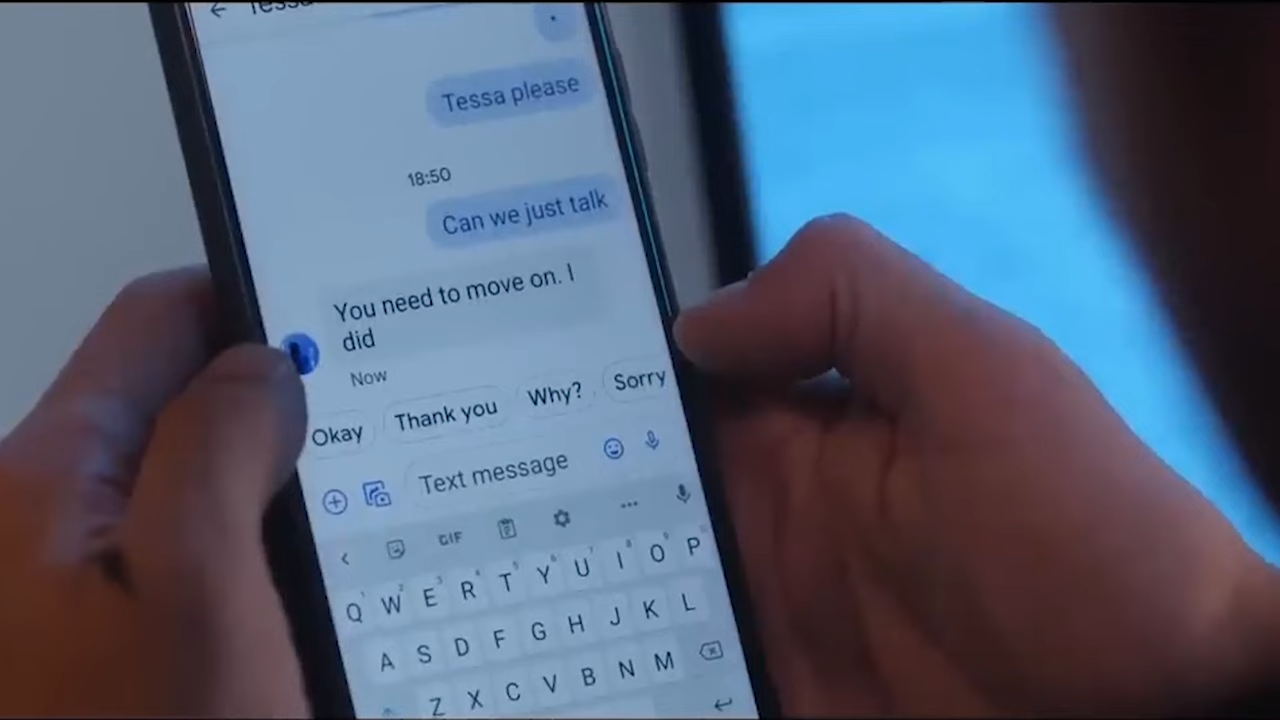 Tessa
Tessa please
18:50
Can we just talk
You need to move on. I
did
Now
Okay
Thank you
Why?
Sorry
Text message
GIF
Q W E R T Y U I O P
A S D F G H J K L
Z X C V B N M